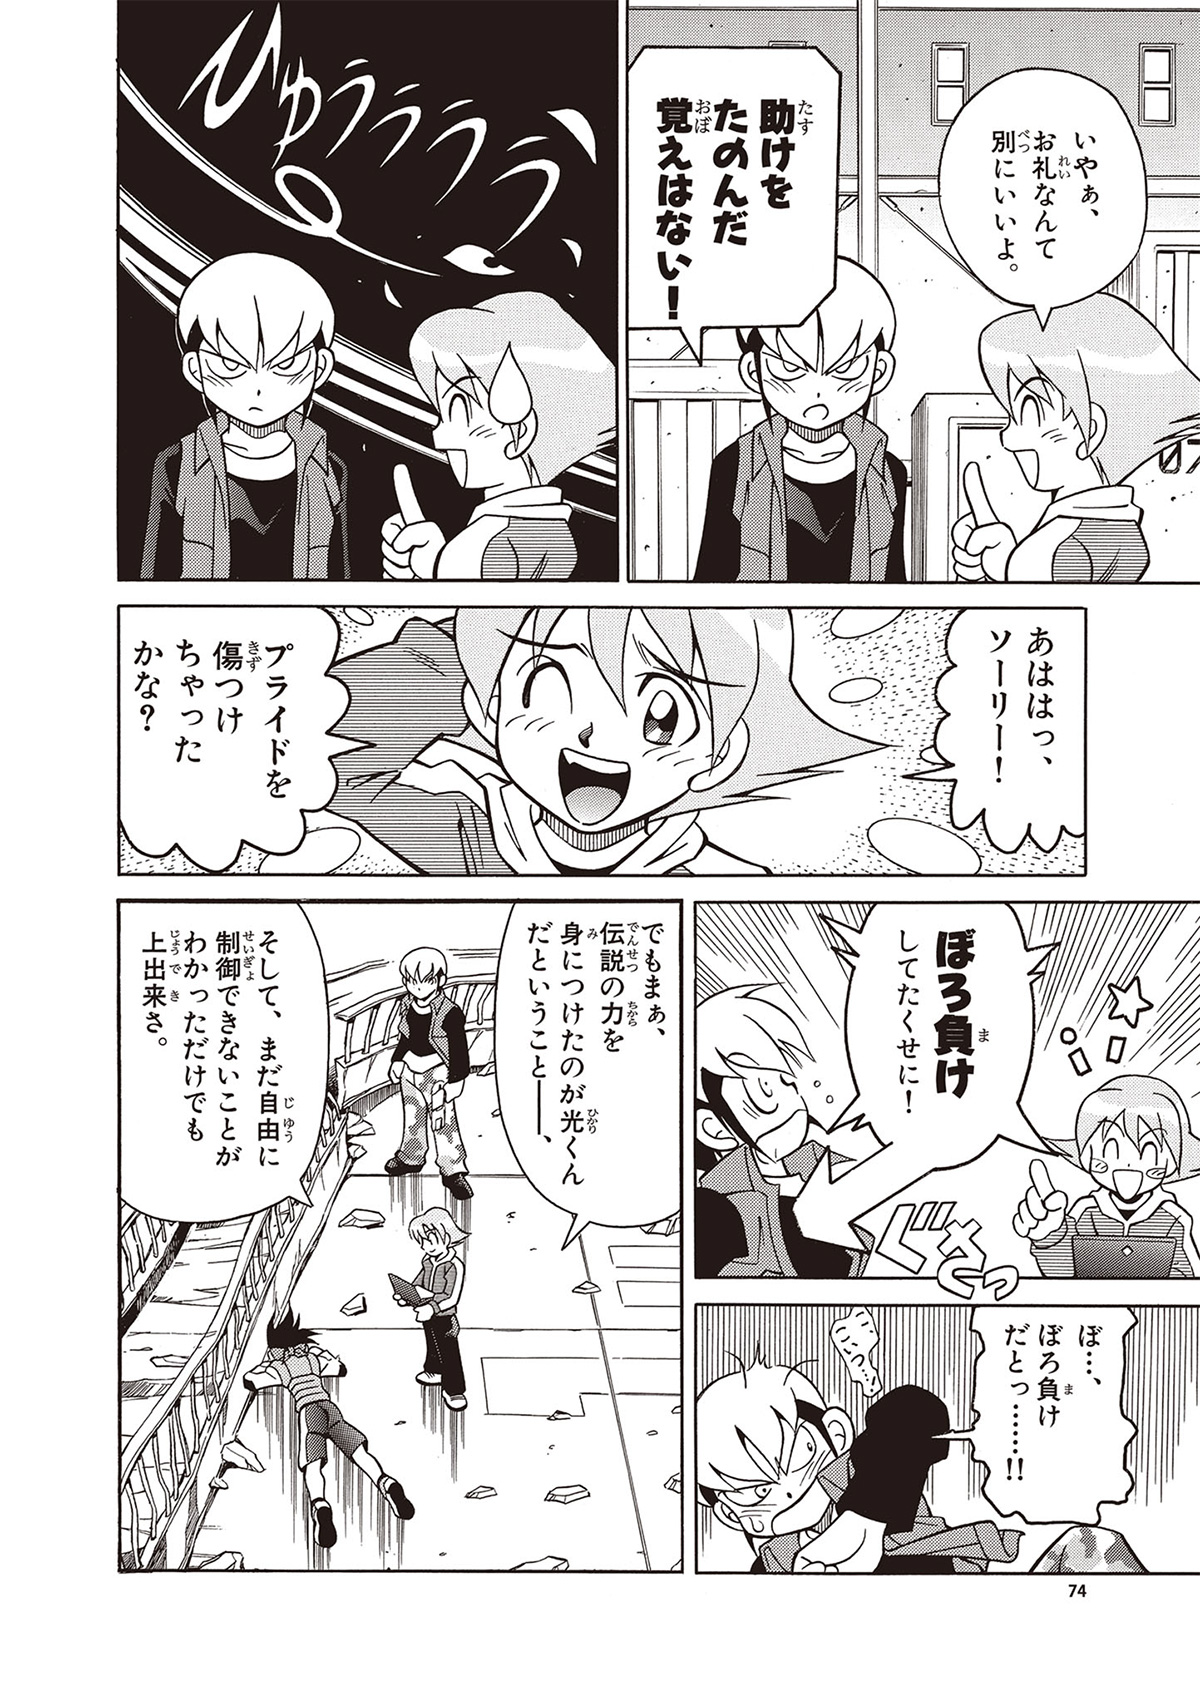 いやぁ、
お礼なんて
別にいいよ。
助けを
たのんだ
覚えはない！
ひゅうううう
07
あははっ、
ソーリー！
プライドを
傷つけ
ちゃった
かな？
ぼろ負け
してたくせに！
ぐさっ
ぼ…、
ぼろ負け
だとっ………!!
でもまぁ、
伝説の力を
身につけたのが光くん
だということ――、
そして、まだ自由に
制御できないことが
わかっただけでも
上出来さ。
74